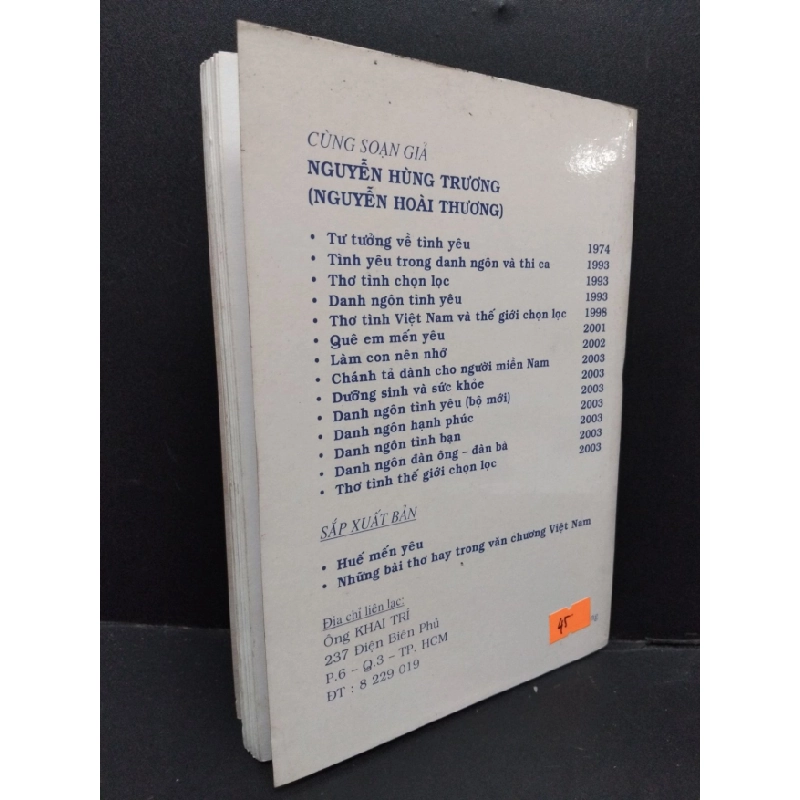 CÙNG SOẠN GIẢ
NGUYỄN HÙNG TRƯƠNG
(NGUYỄN HOÀI THƯƠNG)
• Tư tưởng về tình yêu 1974
• Tình yêu trong danh ngôn và thi ca 1993
• Thơ tình chọn lọc 1993
• Danh ngôn tình yêu 1993
• Thơ tình Việt Nam và thế giới chọn lọc 1998
• Quê em mến yêu 2001
• Làm con nên nhớ 2002
• Chánh tả dành cho người miền Nam 2003
• Dưỡng sinh và sức khỏe 2003
• Danh ngôn tình yêu (bộ mới) 2003
• Danh ngôn hạnh phúc 2003
• Danh ngôn tình bạn 2003
• Danh ngôn đàn ông - đàn bà 2003
• Thơ tình thế giới chọn lọc
SẮP XUẤT BẢN
• Huế mến yêu
• Những bài thơ hay trong văn chương Việt Nam
Địa chỉ liên lạc:
Ông KHAI TRÍ
237 Điện Biên Phủ
P.6 – Q.3 – TP. HCM
ĐT : 8 229 019
45